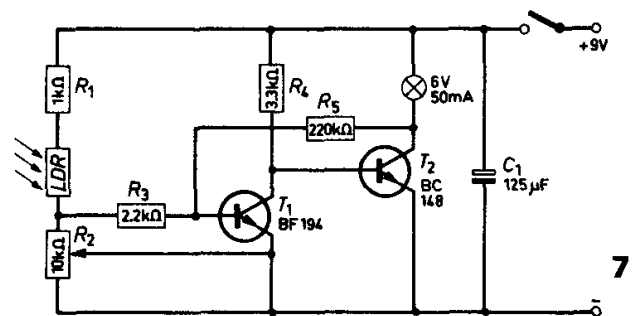 +9V
1kΩ R1
3.3kΩ R4
6V
50mA
R5
220kΩ
LDR
R3
2.2kΩ
T1
BF 194
T2
BC
148
C1
125µF
10kΩ R2
7
-